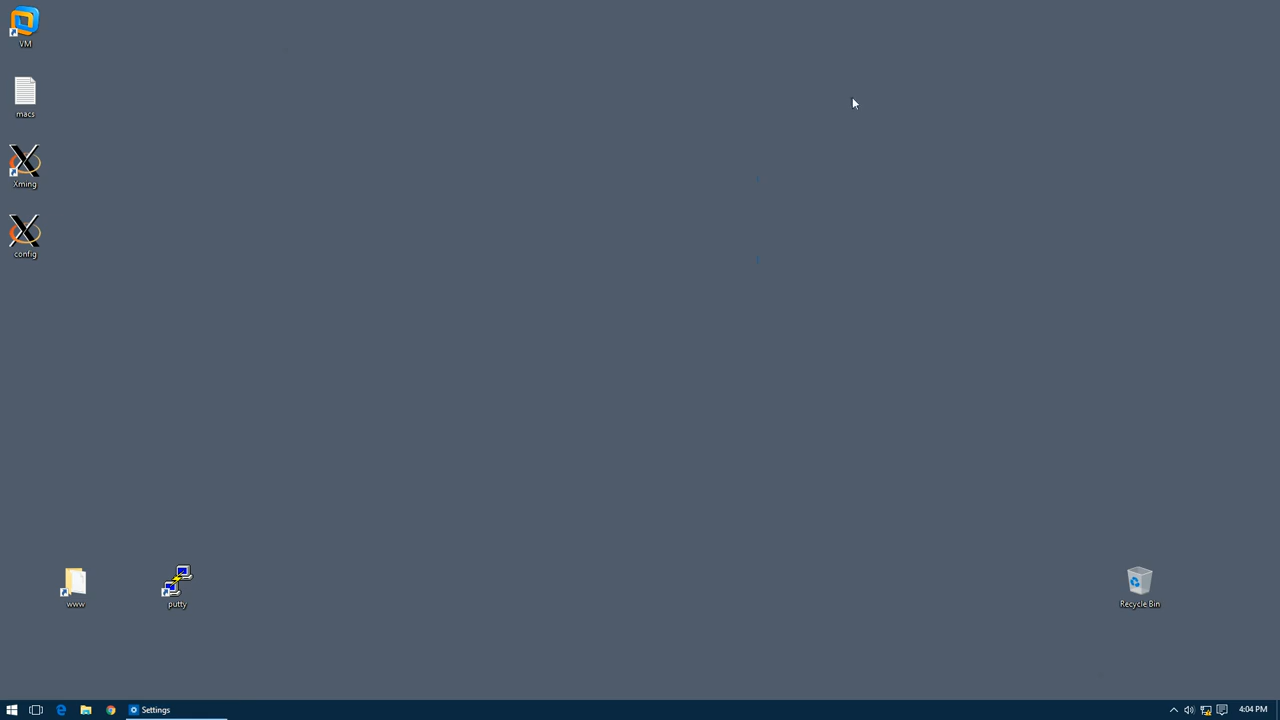 VM
macs
Xming
config
www
putty
Recycle Bin
Settings
4:04 PM